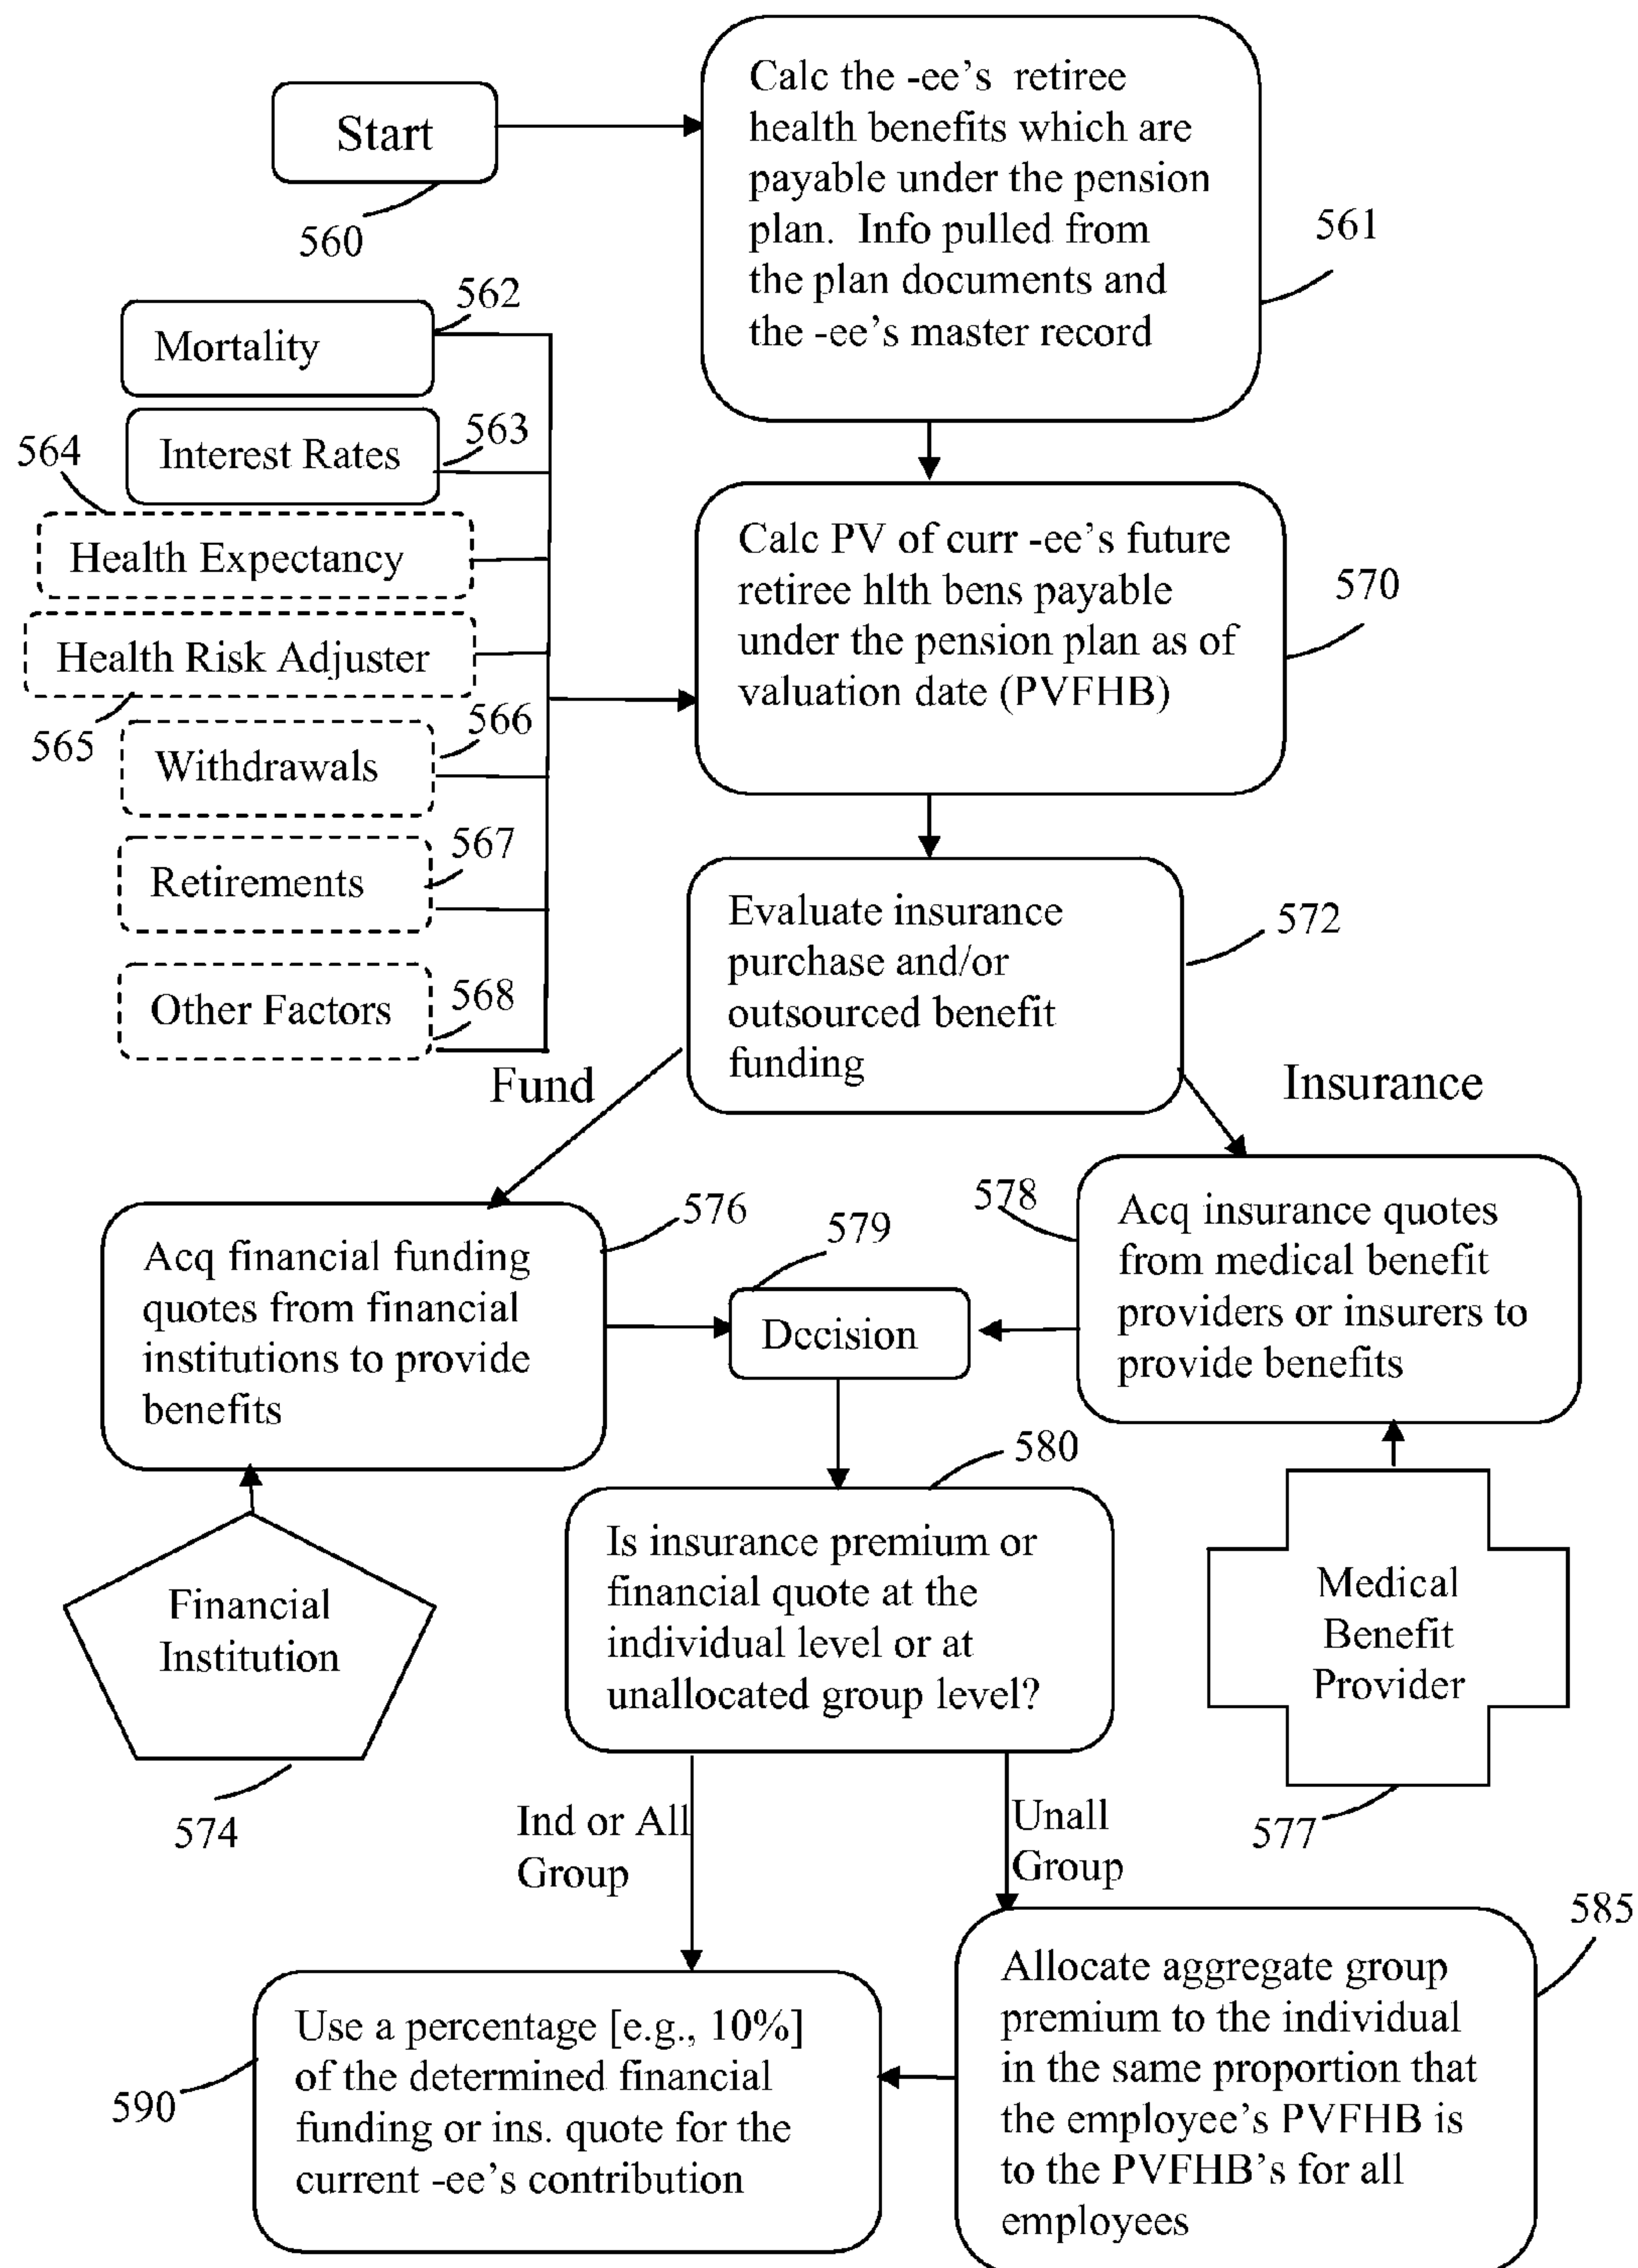 Start
560
Calc the -ee's retiree
health benefits which are
payable under the pension
plan. Info pulled from
the plan documents and
the -ee's master record
561
562
Mortality
563
Interest Rates
564
Health Expectancy
Health Risk Adjuster
565
566
Withdrawals
567
Retirements
568
Other Factors
Calc PV of curr -ee's future
retiree hlth bens payable
under the pension plan as of
valuation date (PVFHB)
570
Evaluate insurance
purchase and/or
outsourced benefit
funding
572
Fund
Insurance
576
Acq financial funding
quotes from financial
institutions to provide
benefits
579
Decision
578
Acq insurance quotes
from medical benefit
providers or insurers to
provide benefits
580
Is insurance premium or
financial quote at the
individual level or at
unallocated group level?
Financial
Institution
574
Medical
Benefit
Provider
577
Ind or All
Group
Unall
Group
585
Allocate aggregate group
premium to the individual
in the same proportion that
the employee's PVFHB is
to the PVFHB's for all
employees
Use a percentage [e.g., 10%]
of the determined financial
funding or ins. quote for the
current -ee's contribution
590